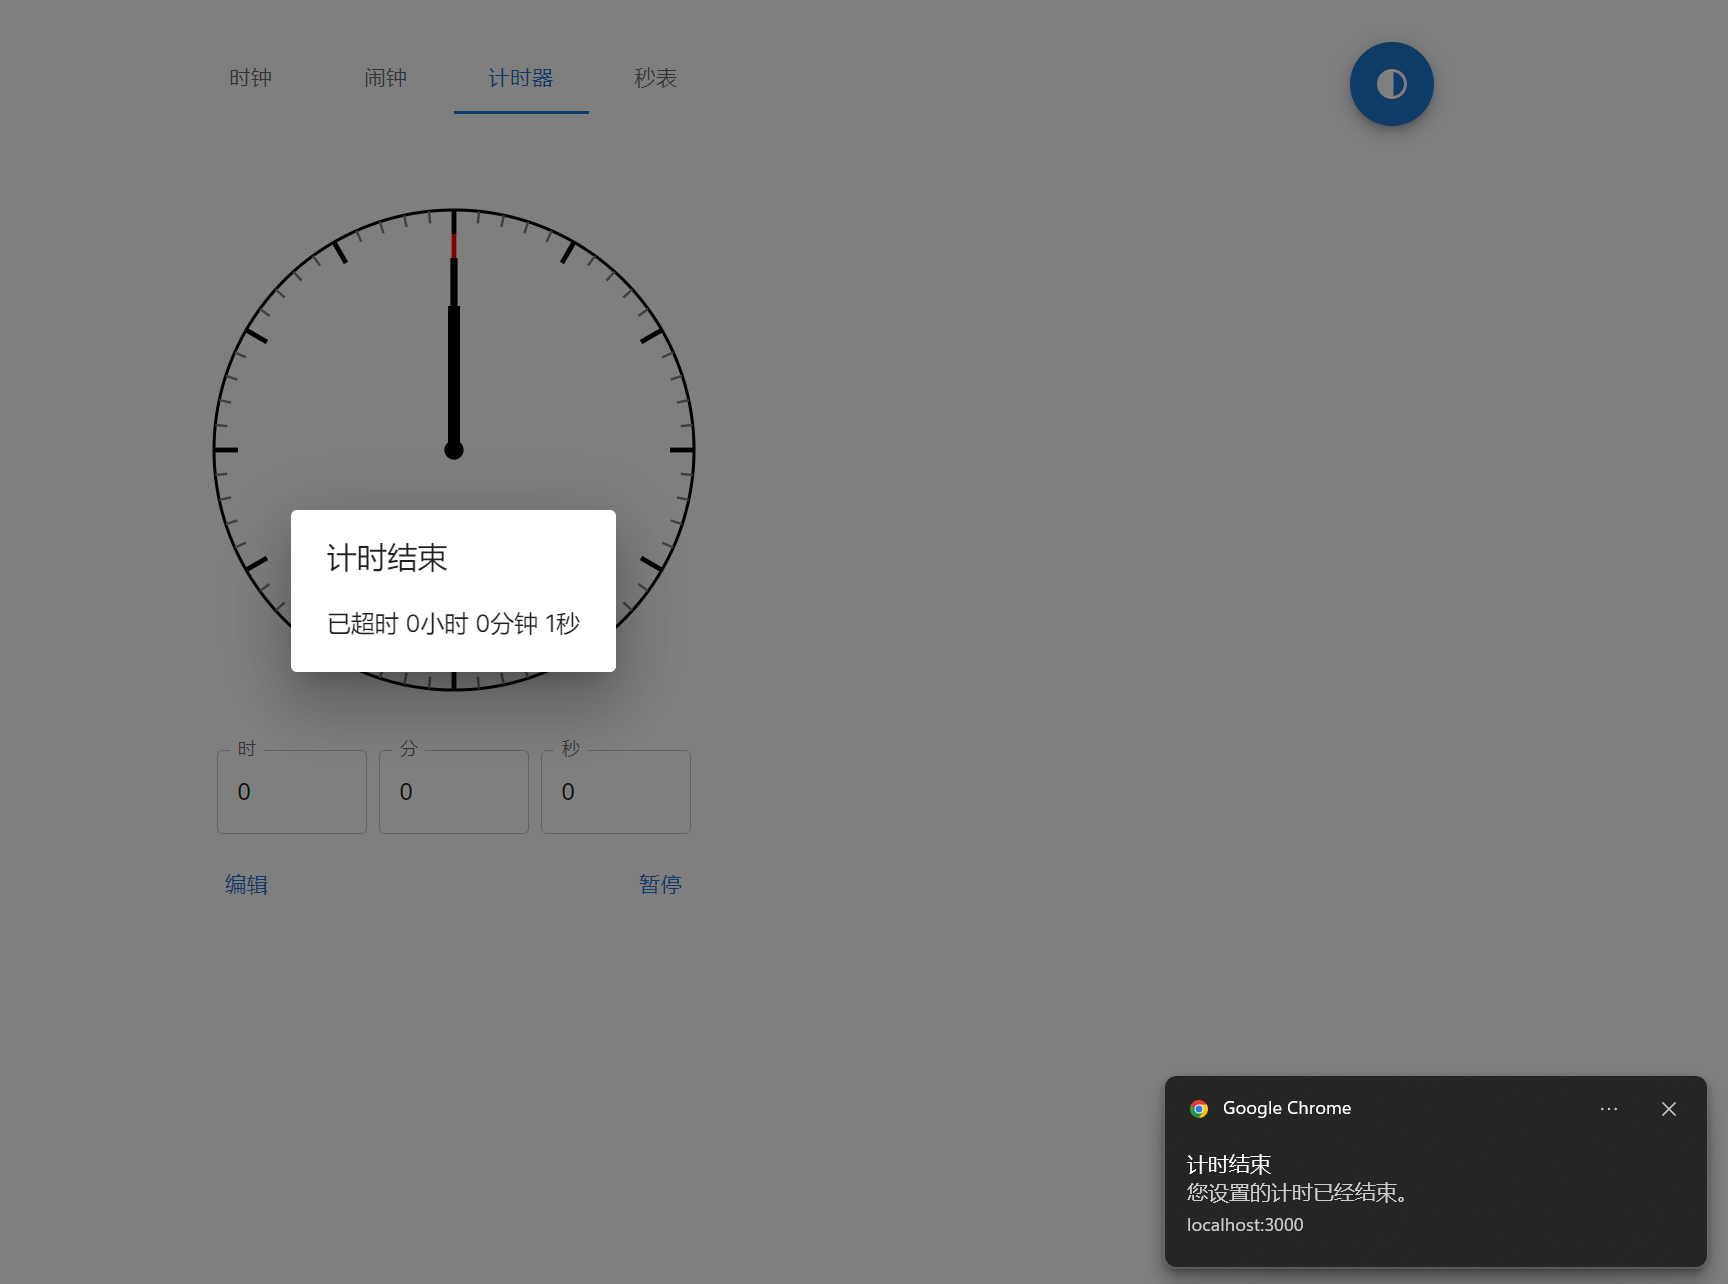 时钟 闹钟 计时器 秒表
计时结束
已超时 0小时 0分钟 1秒
时 分 秒
0 0 0
编辑 暂停
Google Chrome
计时结束
您设置的计时已经结束。
localhost:3000